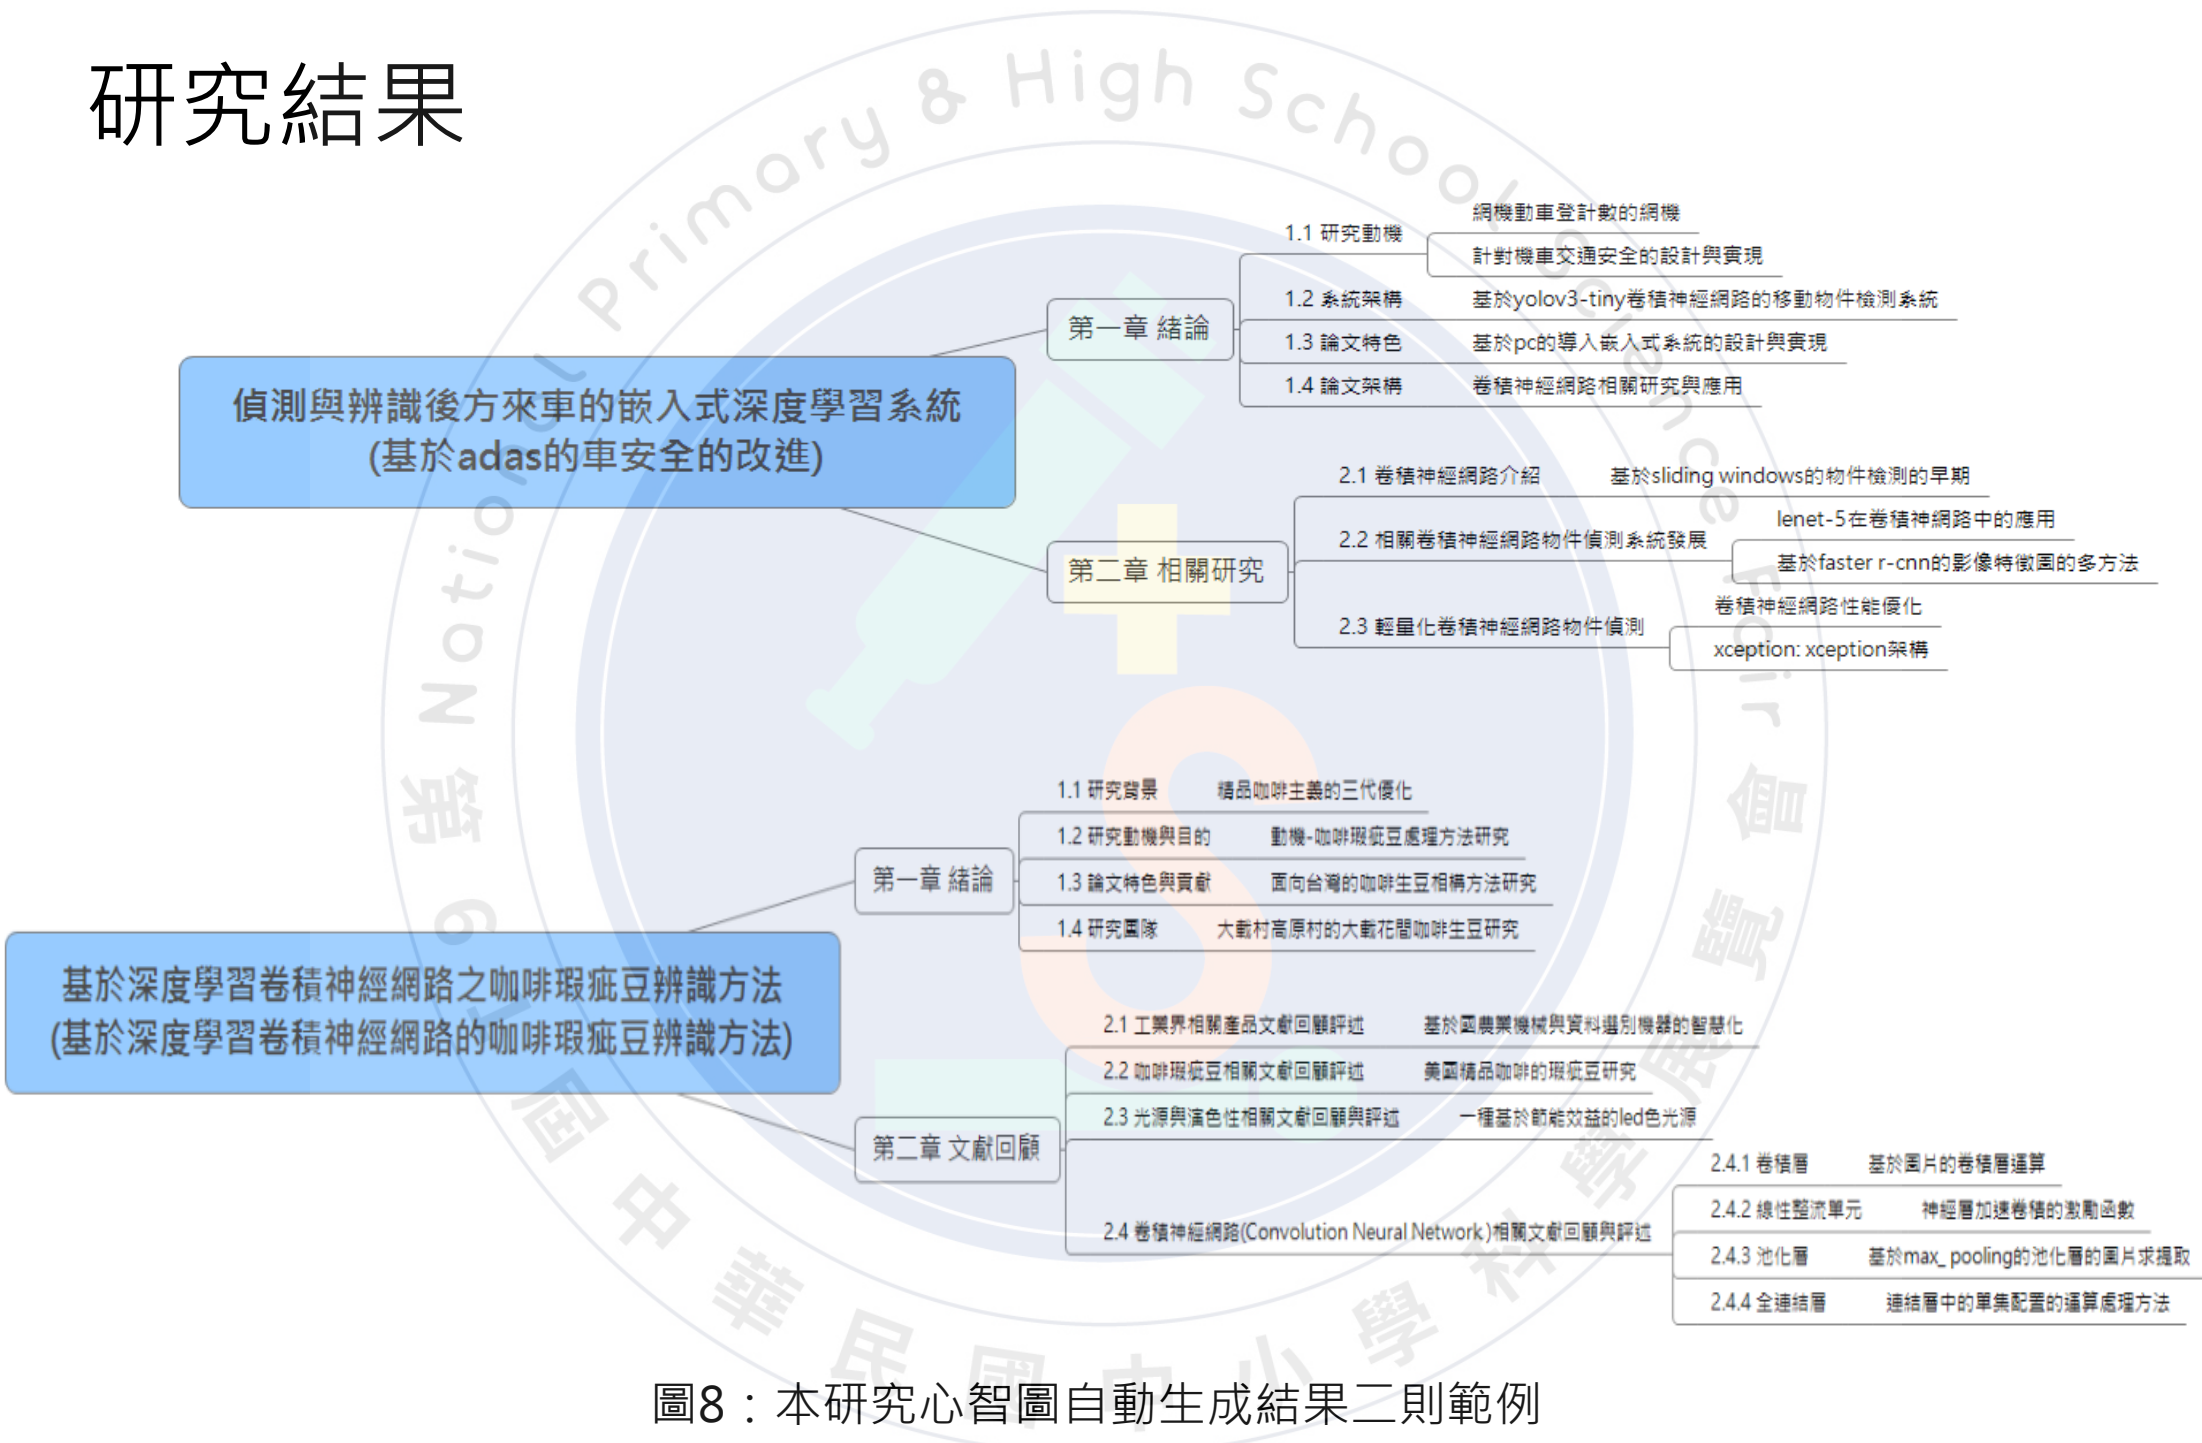 研究結果
偵測與辨識後方來車的嵌入式深度學習系統
(基於adas的車安全的改進)
第一章 緒論
1.1 研究動機
網機動車登計數的網機
計對機車交通安全的設計與實現
1.2 系統架構 基於yolov3-tiny卷積神經網路的移動物件檢測系統
1.3 論文特色 基於pc的導入嵌入式系統的設計與實現
1.4 論文架構 卷積神經網路相關研究與應用
第二章 相關研究
2.1 卷積神經網路介紹 基於sliding windows的物件檢測的早期
2.2 相關卷積神經網路物件偵測系統發展
lenet-5在卷積神網路中的應用
基於faster r-cnn的影像特徵圖的多方法
2.3 輕量化卷積神經網路物件偵測
卷積神經網路性能優化
xception: xception架構
基於深度學習卷積神經網路之咖啡瑕疵豆辨識方法
(基於深度學習卷積神經網路的咖啡瑕疵豆辨識方法)
第一章 緒論
1.1 研究背景 精品咖啡主義的三代優化
1.2 研究動機與目的 動機-咖啡瑕疵豆處理方法研究
1.3 論文特色與貢獻 面向台灣的咖啡生豆相構方法研究
1.4 研究團隊 大載村高原村的大載花間咖啡生豆研究
第二章 文獻回顧
2.1 工業界相關產品文獻回顧評述 基於國農業機械與資料選別機器的智慧化
2.2 咖啡瑕疵豆相關文獻回顧評述 美國精品咖啡的瑕疵豆研究
2.3 光源與演色性相關文獻回顧與評述 一種基於節能效益的led色光源
2.4 卷積神經網路(Convolution Neural Network)相關文獻回顧與評述
2.4.1 卷積層 基於圖片的卷積層運算
2.4.2 線性整流單元 神經層加速卷積的激勵函數
2.4.3 池化層 基於max_pooling的池化層的圖片求提取
2.4.4 全連結層 連結層中的單集配置的運算處理方法
圖8：本研究心智圖自動生成結果二則範例
National Primary & High School Science Fair
第 61 屆 中華民國中小學科學展覽會